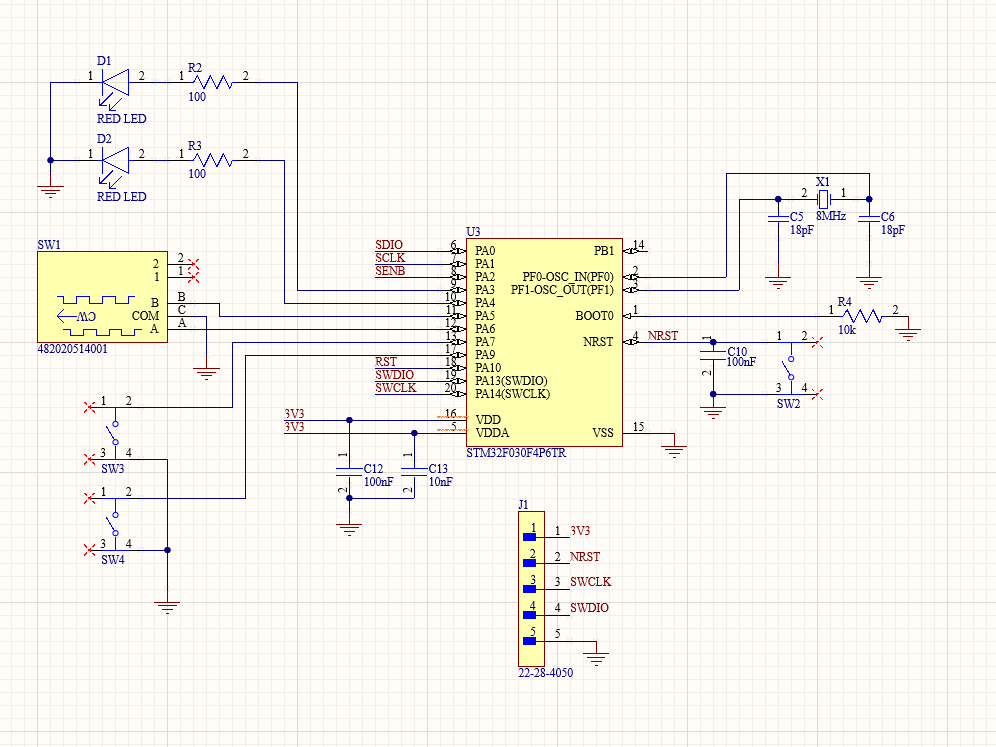 D1
1 2
1 R2 2
RED LED
100
D2
1 2
1 R3 2
RED LED
100
SW1
2 2
1 1
B B
COM C
A A
CW
482020514001
1 2
3 4
SW3
1 2
3 4
SW4
U3
SDIO 6 PA0
SCLK 7 PA1
SENB 8 PA2
9 PA3
10 PA4
11 PA5
12 PA6
13 PA7
17 PA9
RST 18 PA10
SWDIO 19 PA13(SWDIO)
SWCLK 20 PA14(SWCLK)
3V3 16 VDD
3V3 5 VDDA
PB1 14
PF0-OSC_IN(PF0) 2
PF1-OSC_OUT(PF1) 3
BOOT0 1
NRST 4 NRST
VSS 15
STM32F030F4P6TR
1 2
C12
100nF
1 2
C13
10nF
X1
2 1
8MHz
C5
18pF
C6
18pF
R4
1 2
10k
1 2
C10
100nF
1 2
3 4
SW2
J1
1 1 3V3
2 2 NRST
3 3 SWCLK
4 4 SWDIO
5 5
22-28-4050